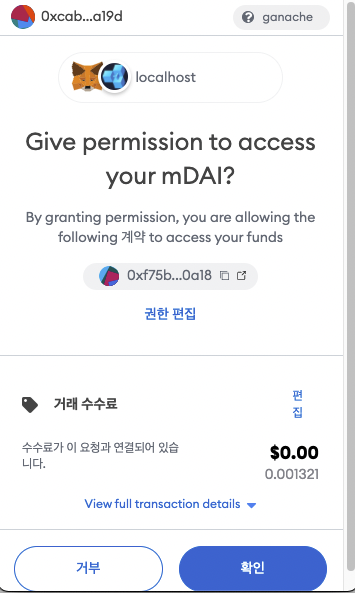 0xcab...a19d
ganache
localhost
Give permission to access
your mDAI?
By granting permission, you are allowing the
following 계약 to access your funds
0xf75b...0a18
권한 편집
거래 수수료
편
집
수수료가 이 요청과 연결되어 있습
니다.
$0.00
0.001321
View full transaction details
거부
확인